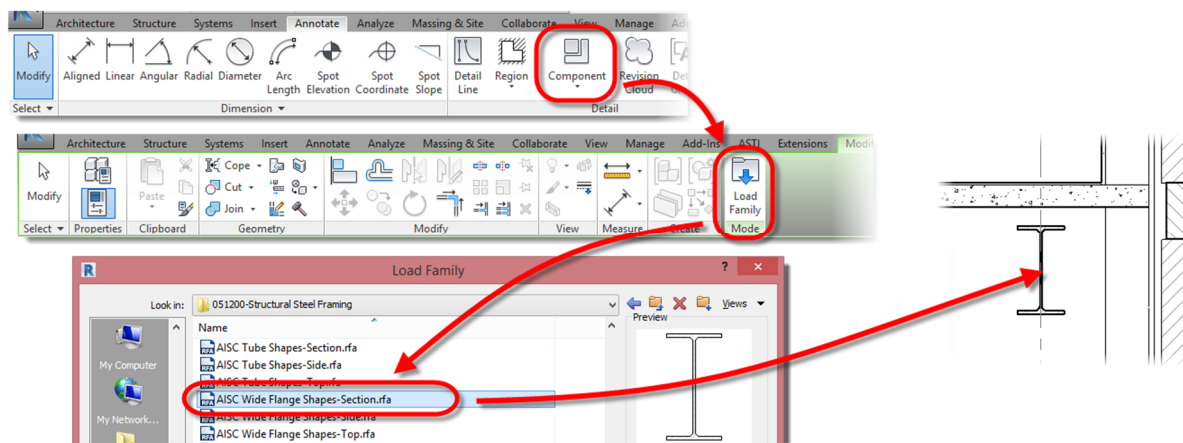 Architecture Structure Systems Insert Annotate Analyze Massing & Site Collaborate View Manage Ad
Modify Aligned Linear Angular Radial Diameter Arc Length Spot Elevation Spot Coordinate Spot Slope Detail Line Region Component Revision Cloud
Select Dimension Detail
Architecture Structure Systems Insert Annotate Analyze Massing & Site Collaborate View Manage Add-Ins ASTI Extensions Modif
Cope
Modify Paste Cut Load Family
Join
Select Properties Clipboard Geometry Modify View Measure Create Mode
R Load Family ? ×
Look in: 051200-Structural Steel Framing Views
Name Preview
AISC Tube Shapes-Section.rfa
My Computer AISC Tube Shapes-Side.rfa
AISC Tube Shapes-Top.rfa
AISC Wide Flange Shapes-Section.rfa
My Network... AISC Wide Flange Shapes-Side.rfa
AISC Wide Flange Shapes-Top.rfa